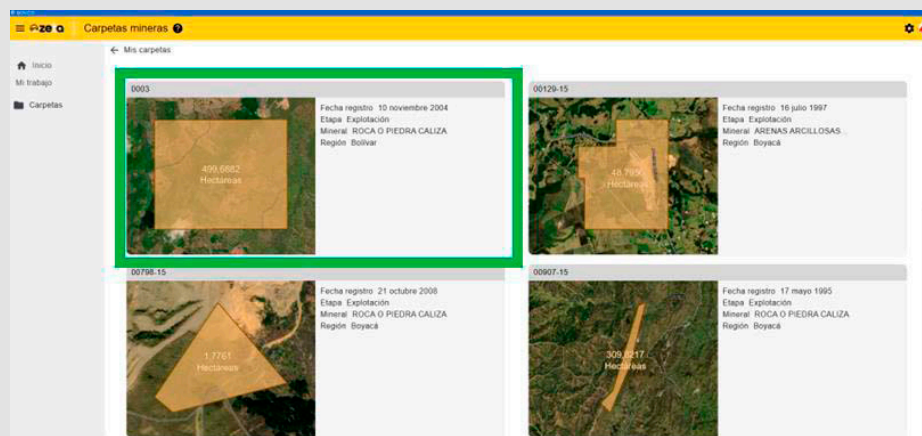 Carpetas mineras
Mis carpetas
Inicio
Mi trabajo
Carpetas
0003
499,5882
Hectáreas
Fecha registro 10 noviembre 2004
Etapa Explotación
Mineral ROCA O PIEDRA CALIZA
Región Bolívar
00129-15
Hectáreas
Fecha registro 16 julio 1997
Etapa Explotación
Mineral ARENAS ARCILLOSAS...
Región Boyacá
00798-15
1,7761
Hectáreas
Fecha registro 21 octubre 2008
Etapa Explotación
Mineral ROCA O PIEDRA CALIZA
Región Boyacá
00907-15
Hectáreas
Fecha registro 17 mayo 1995
Etapa Explotación
Mineral ROCA O PIEDRA CALIZA
Región Boyacá